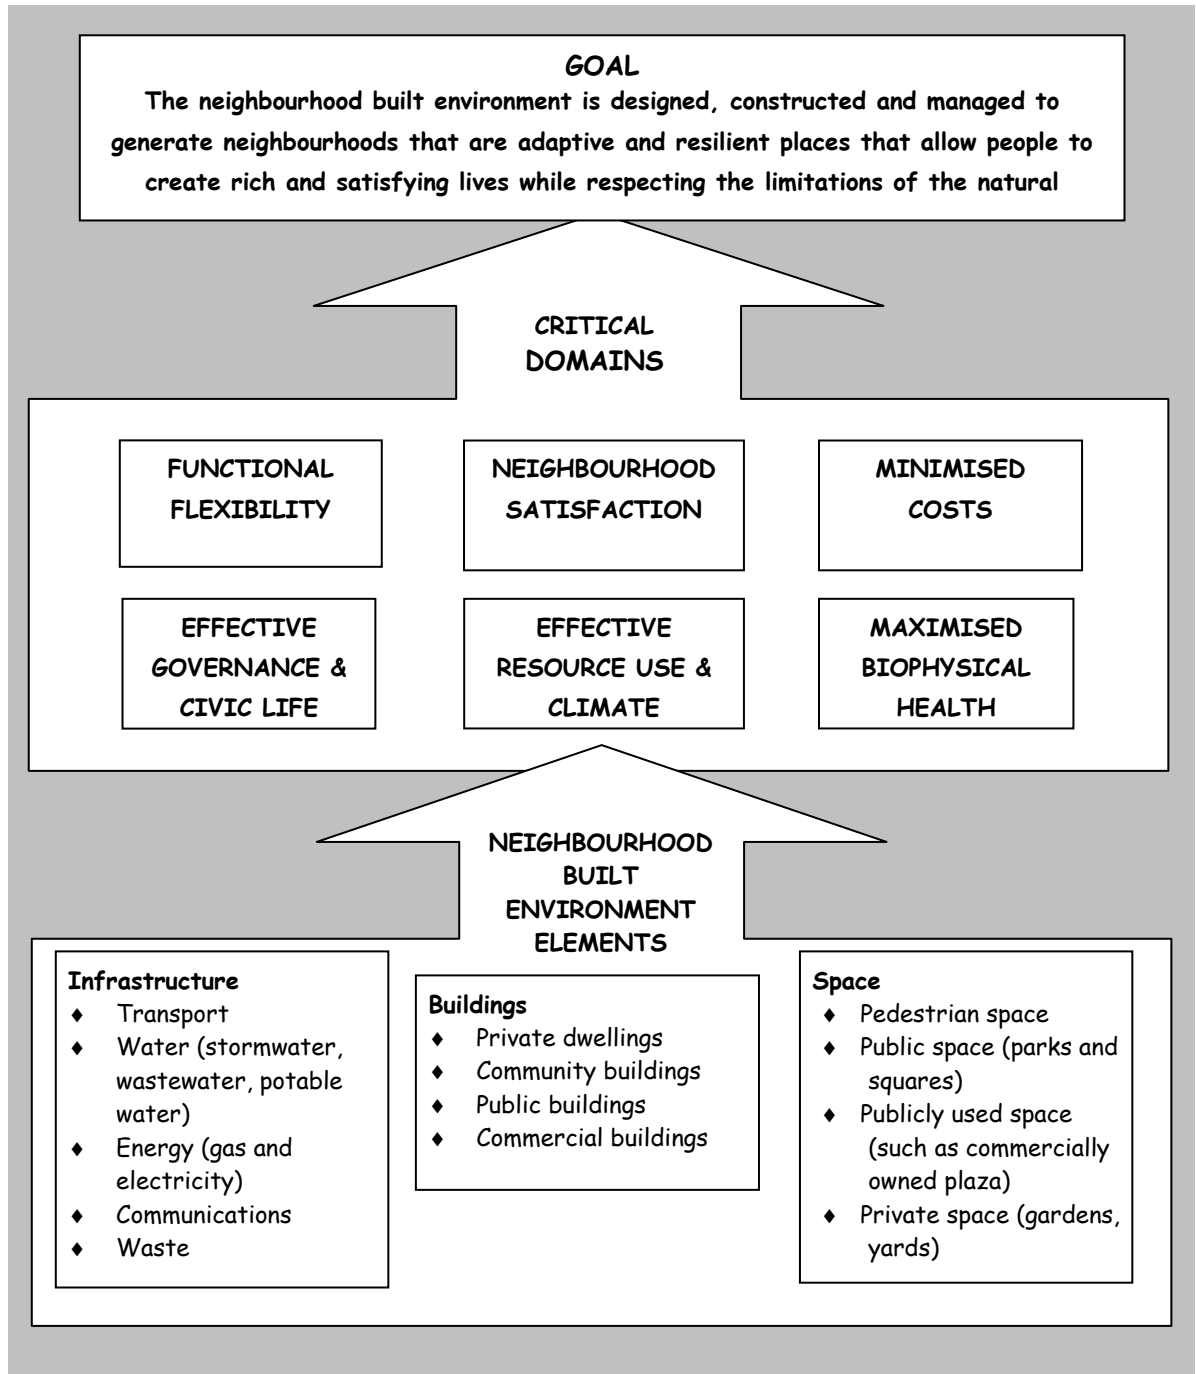 GOAL
The neighbourhood built environment is designed, constructed and managed to
generate neighbourhoods that are adaptive and resilient places that allow people to
create rich and satisfying lives while respecting the limitations of the natural
CRITICAL
DOMAINS
FUNCTIONAL
FLEXIBILITY
NEIGHBOURHOOD
SATISFACTION
MINIMISED
COSTS
EFFECTIVE
GOVERNANCE &
CIVIC LIFE
EFFECTIVE
RESOURCE USE &
CLIMATE
MAXIMISED
BIOPHYSICAL
HEALTH
NEIGHBOURHOOD
BUILT
ENVIRONMENT
ELEMENTS
Infrastructure
♦ Transport
♦ Water (stormwater,
wastewater, potable
water)
♦ Energy (gas and
electricity)
♦ Communications
♦ Waste
Buildings
♦ Private dwellings
♦ Community buildings
♦ Public buildings
♦ Commercial buildings
Space
♦ Pedestrian space
♦ Public space (parks and
squares)
♦ Publicly used space
(such as commercially
owned plaza)
♦ Private space (gardens,
yards)